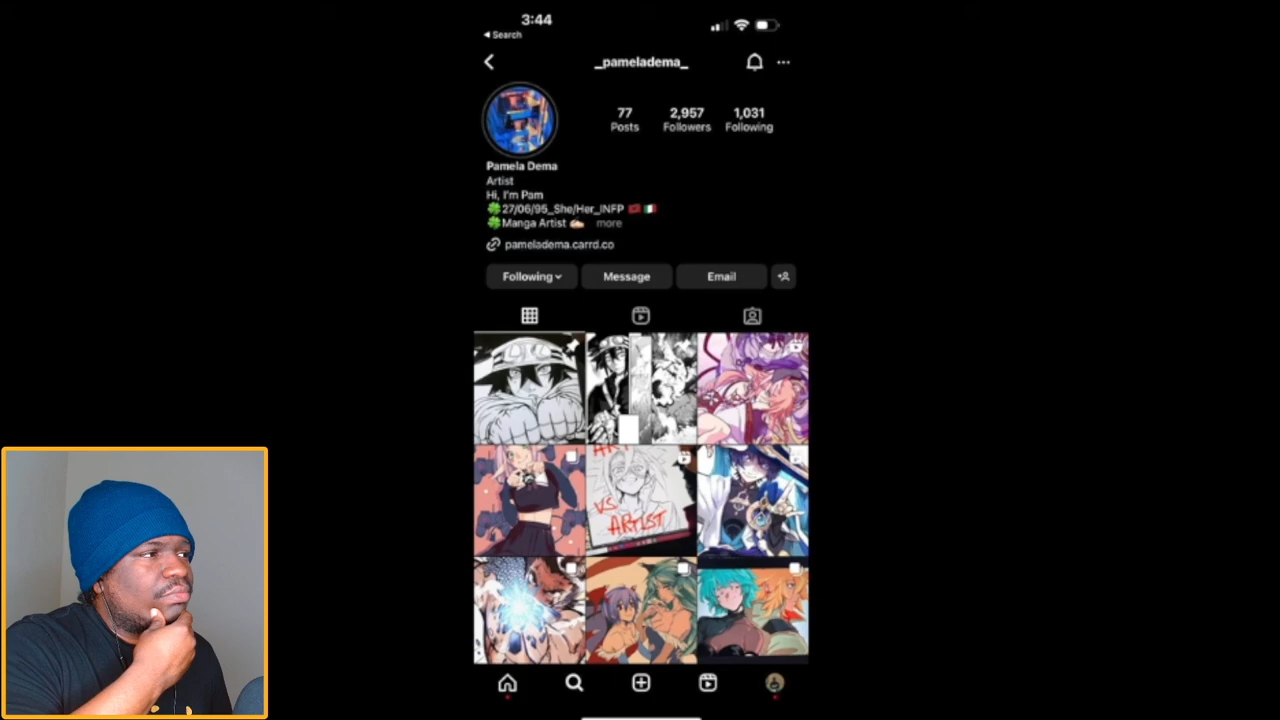 3:44
Search
_pameladema_
77
Posts
2,957
Followers
1,031
Following
Pamela Dema
Artist
Hi, I'm Pam
27/06/95_She/Her_INFP
Manga Artist more
pameladema.carrd.co
Following
Message
Email
ART
VS
ARTIST